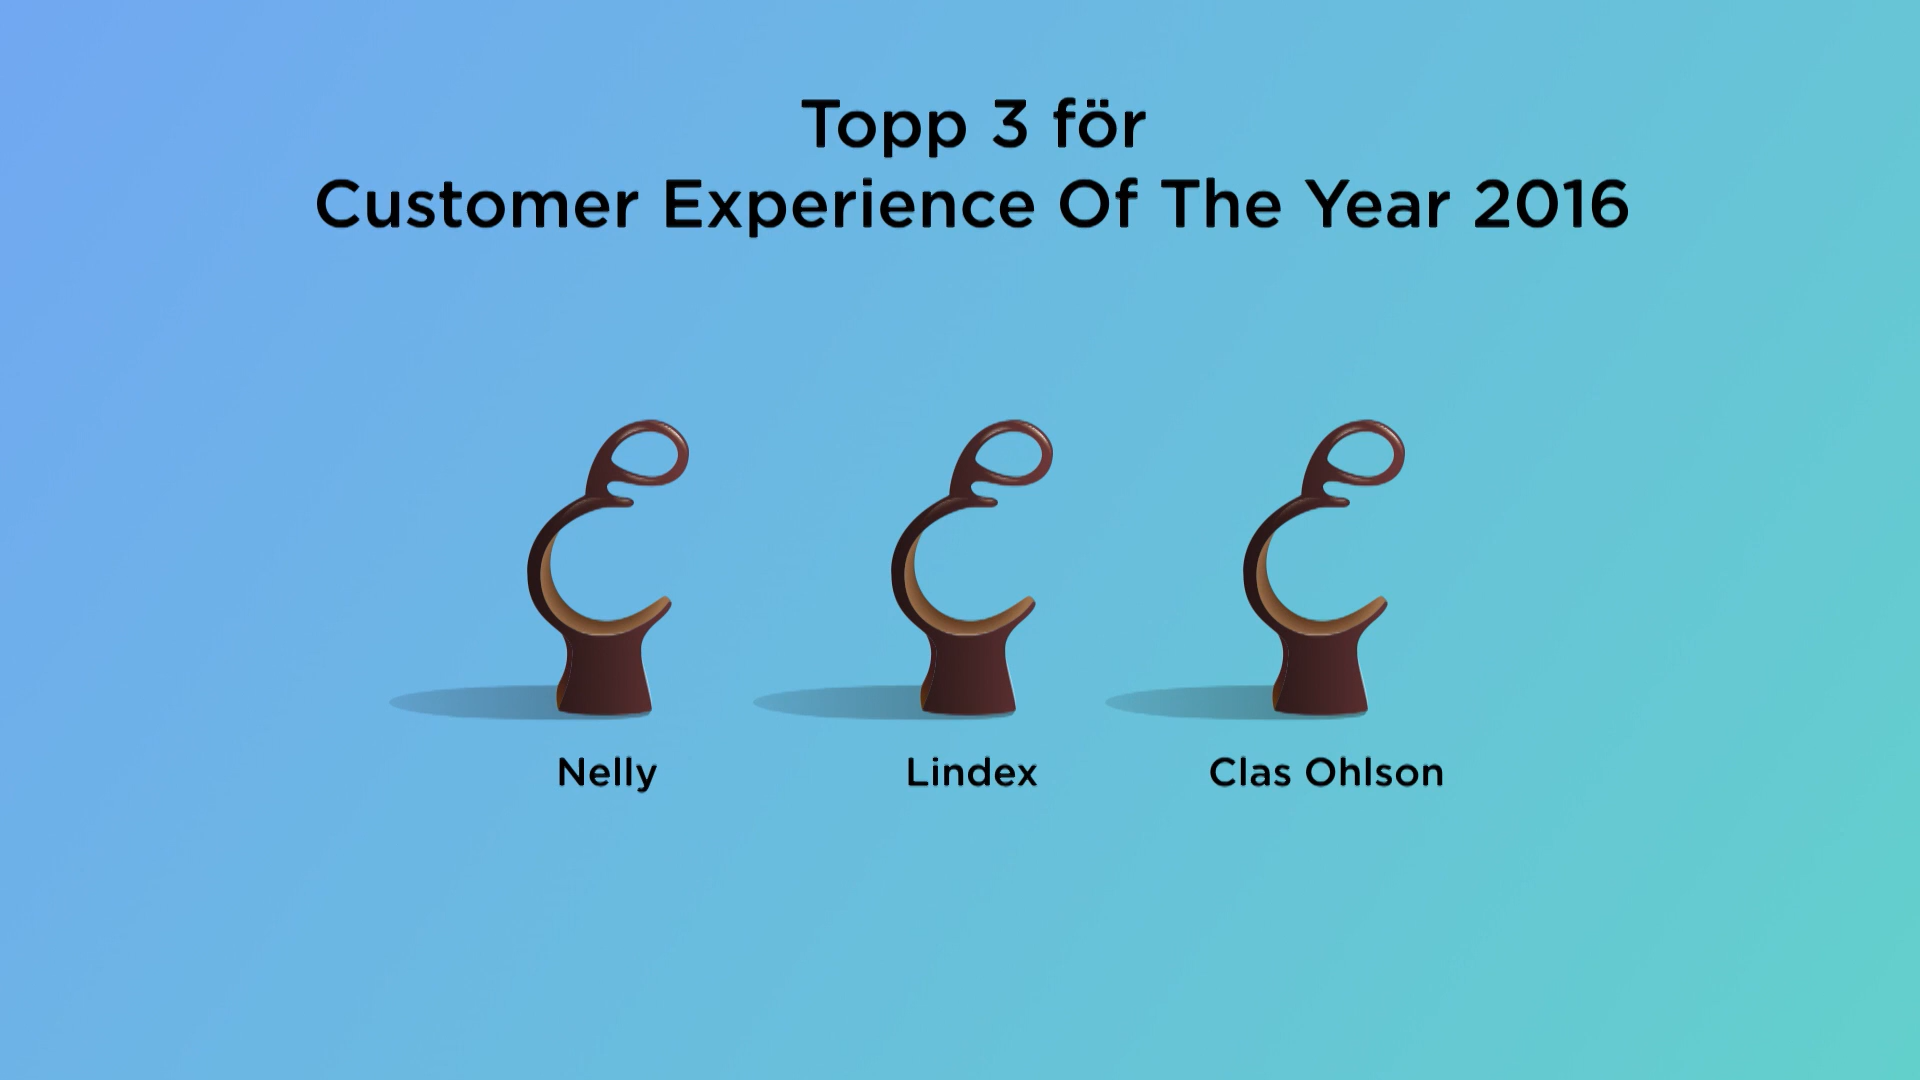 Topp 3 för
Customer Experience Of The Year 2016
Nelly
Lindex
Clas Ohlson